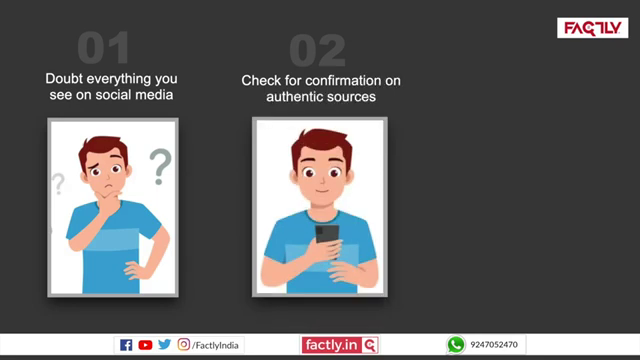 FACTLY
01
Doubt everything you
see on social media
02
Check for confirmation on
authentic sources
?
?
/FactlyIndia
factly.in
9247052470